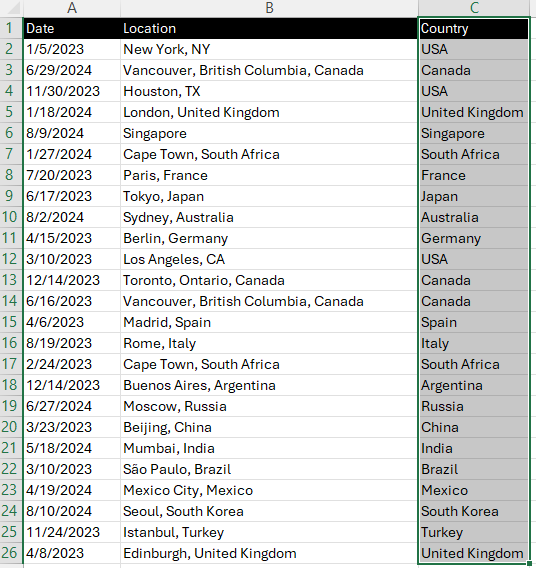 A B C
1 Date Location Country
2 1/5/2023 New York, NY USA
3 6/29/2024 Vancouver, British Columbia, Canada Canada
4 11/30/2023 Houston, TX USA
5 1/18/2024 London, United Kingdom United Kingdom
6 8/9/2024 Singapore Singapore
7 1/27/2024 Cape Town, South Africa South Africa
8 7/20/2023 Paris, France France
9 6/17/2023 Tokyo, Japan Japan
10 8/2/2024 Sydney, Australia Australia
11 4/15/2023 Berlin, Germany Germany
12 3/10/2023 Los Angeles, CA USA
13 12/14/2023 Toronto, Ontario, Canada Canada
14 6/16/2023 Vancouver, British Columbia, Canada Canada
15 4/6/2023 Madrid, Spain Spain
16 8/19/2023 Rome, Italy Italy
17 2/24/2023 Cape Town, South Africa South Africa
18 12/14/2023 Buenos Aires, Argentina Argentina
19 6/27/2024 Moscow, Russia Russia
20 3/23/2023 Beijing, China China
21 5/18/2024 Mumbai, India India
22 3/10/2023 São Paulo, Brazil Brazil
23 4/19/2024 Mexico City, Mexico Mexico
24 8/10/2024 Seoul, South Korea South Korea
25 11/24/2023 Istanbul, Turkey Turkey
26 4/8/2023 Edinburgh, United Kingdom United Kingdom